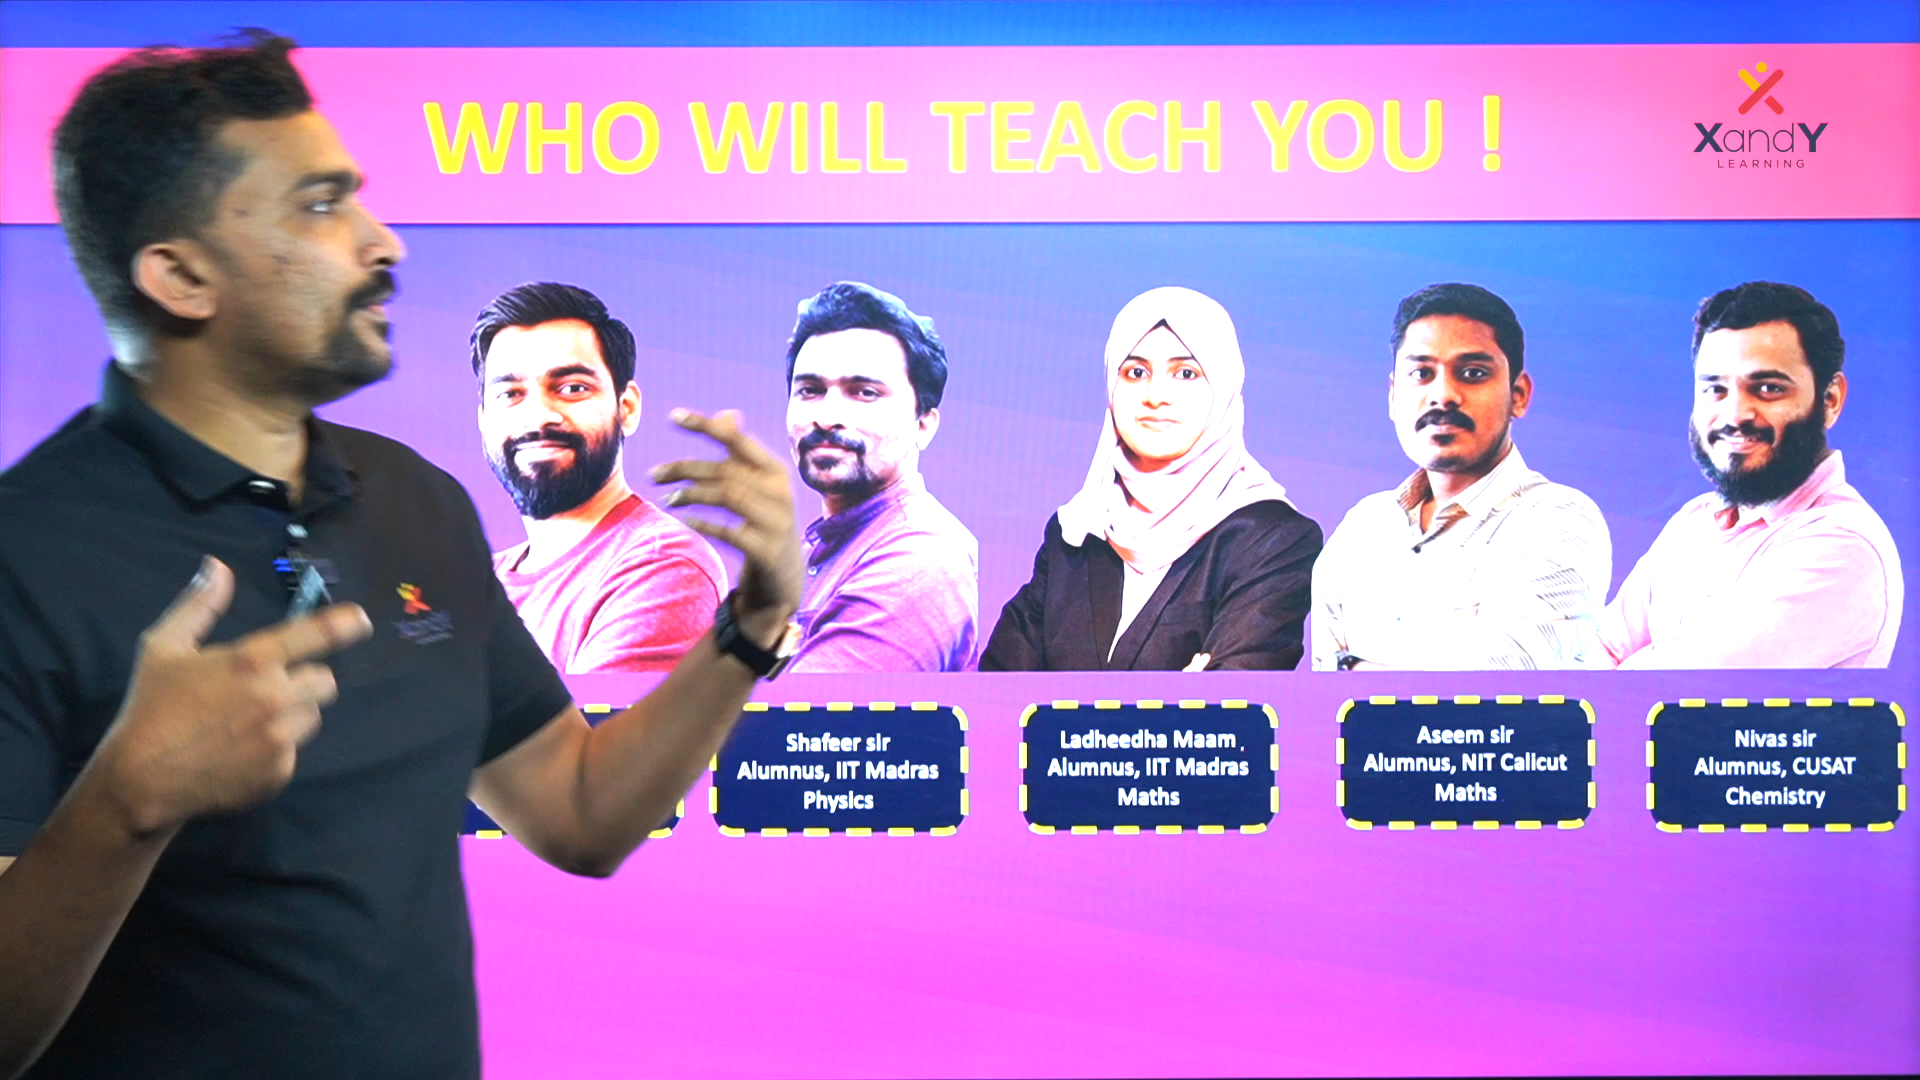 WHO WILL TEACH YOU !
XandY
LEARNING
Shafeer sir
Alumnus, IIT Madras
Physics
Ladheedha Maam ,
Alumnus, IIT Madras
Maths
Aseem sir
Alumnus, NIT Calicut
Maths
Nivas sir
Alumnus, CUSAT
Chemistry